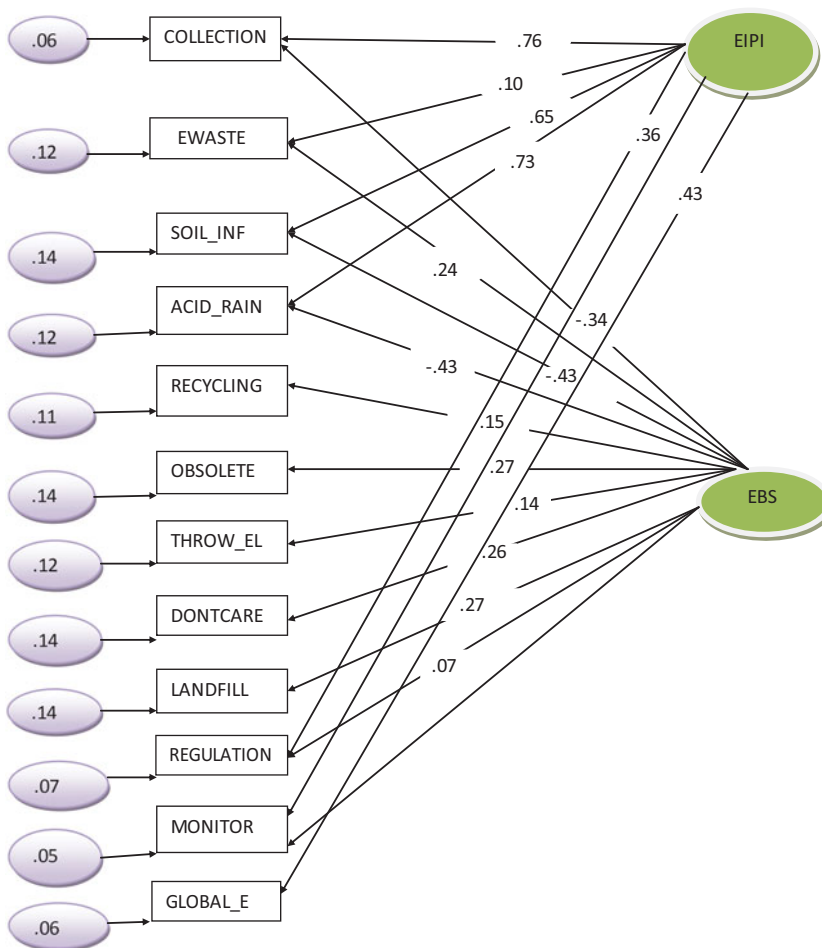 .06
COLLECTION
.76
EIPI
.10
.12
EWASTE
.65
.36
.73
.43
.14
SOIL_INF
.24
.12
ACID_RAIN
-.34
-.43
-.43
.11
RECYCLING
.15
.14
OBSOLETE
.27
EBS
.14
.12
THROW_EL
.26
.14
DONTCARE
.27
.14
LANDFILL
.07
.07
REGULATION
.05
MONITOR
.06
GLOBAL_E